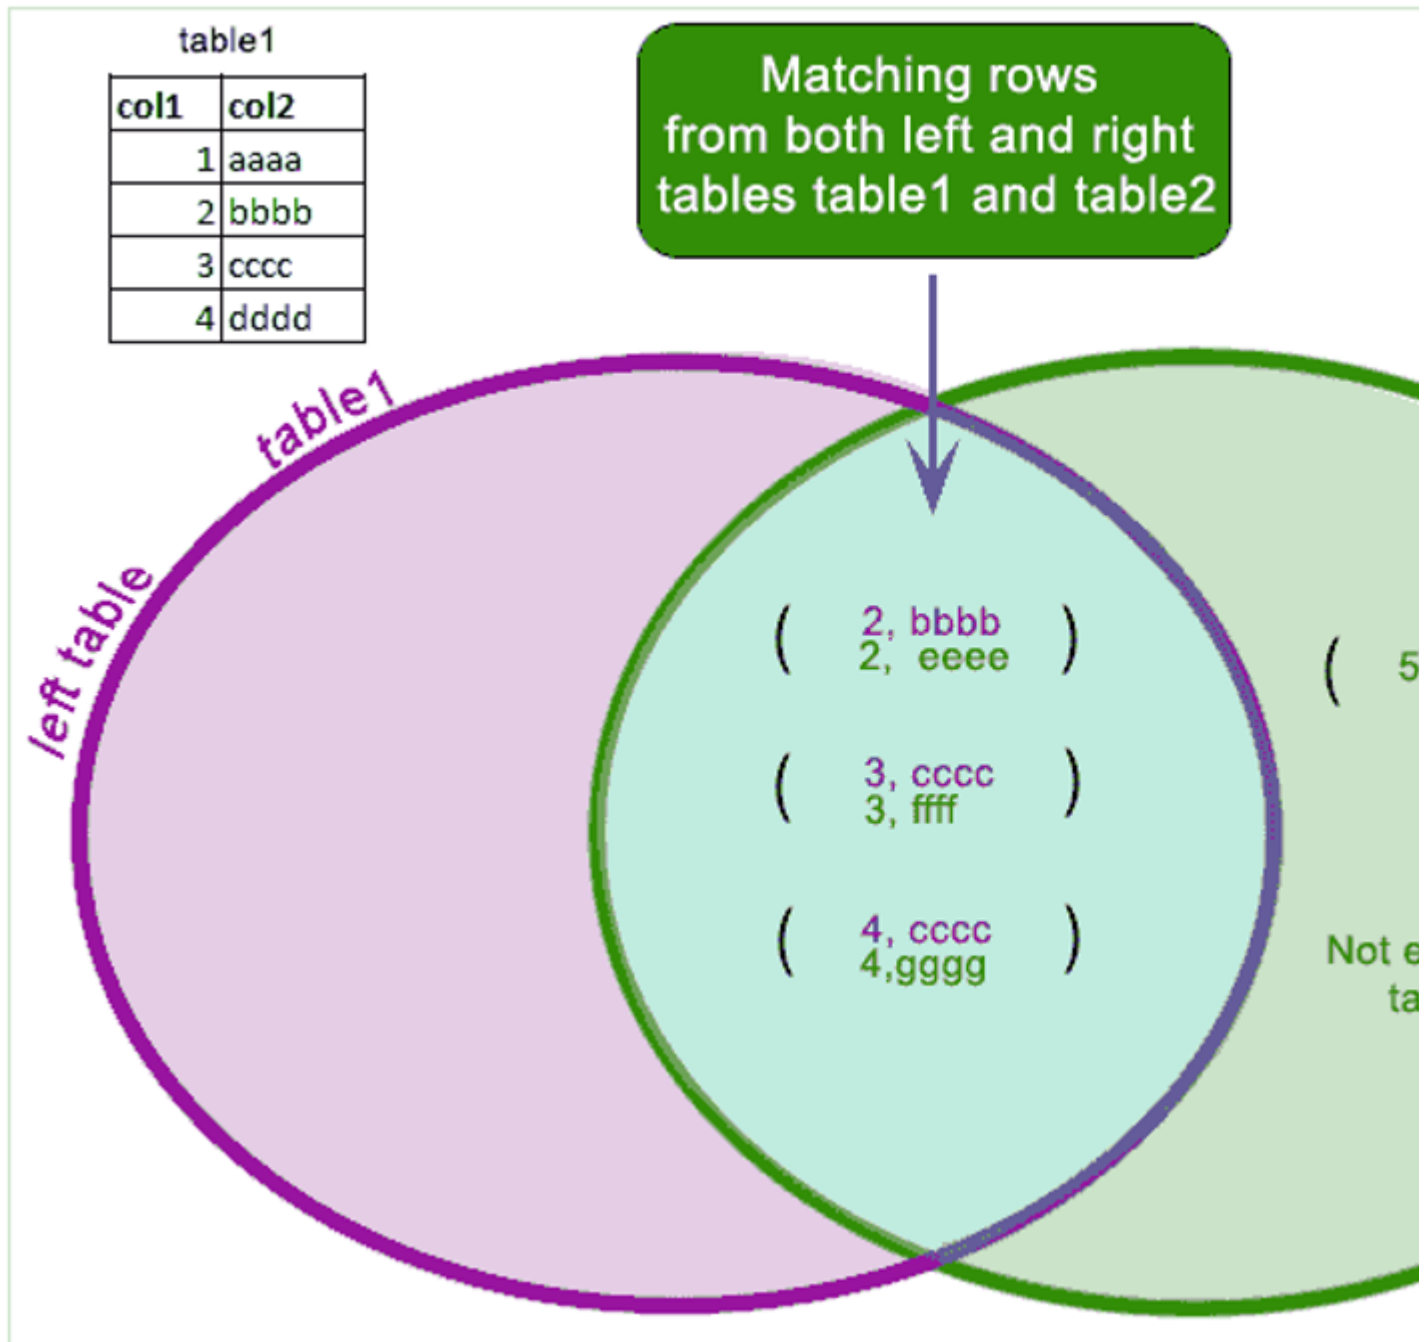 table1
col1 col2
1 aaaa
2 bbbb
3 cccc
4 dddd
Matching rows
from both left and right
tables table1 and table2
table1
left table
( 2, bbbb )
2, eeee
( 3, cccc )
3, ffff
( 4, cccc )
4,gggg
( 5
Not